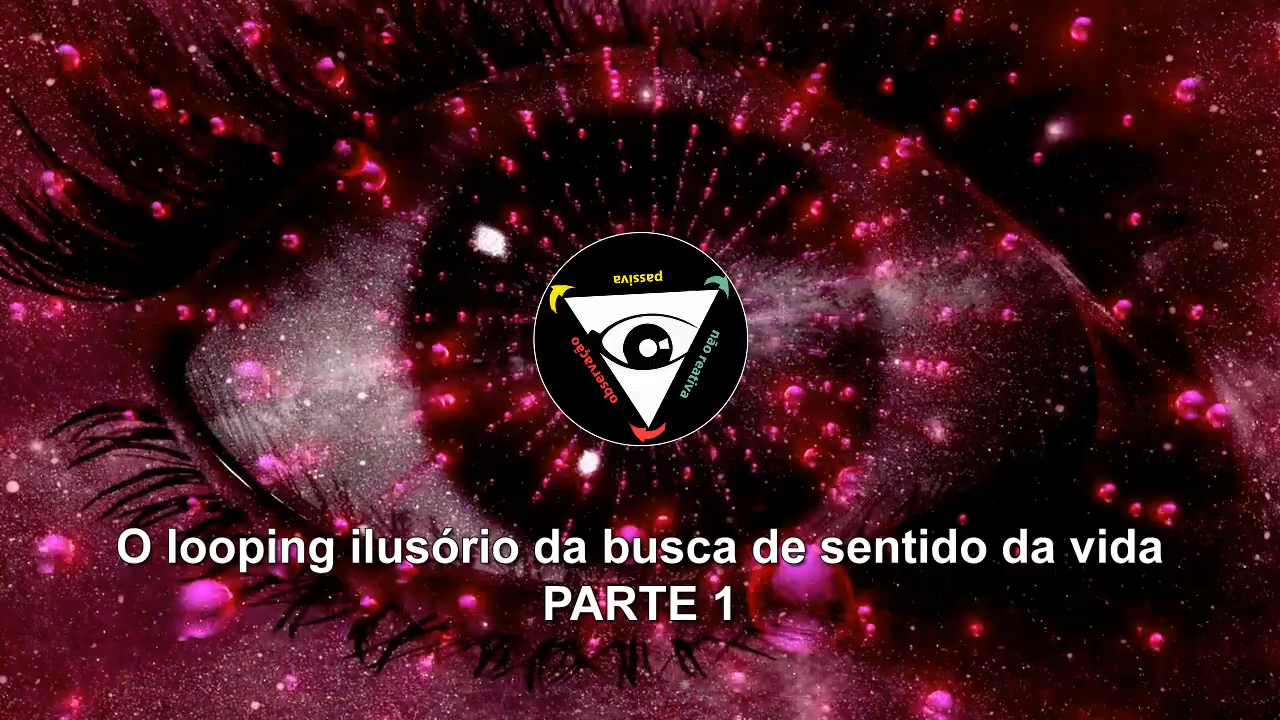 passiva
não reativa
observação
O looping ilusório da busca de sentido da vida
PARTE 1